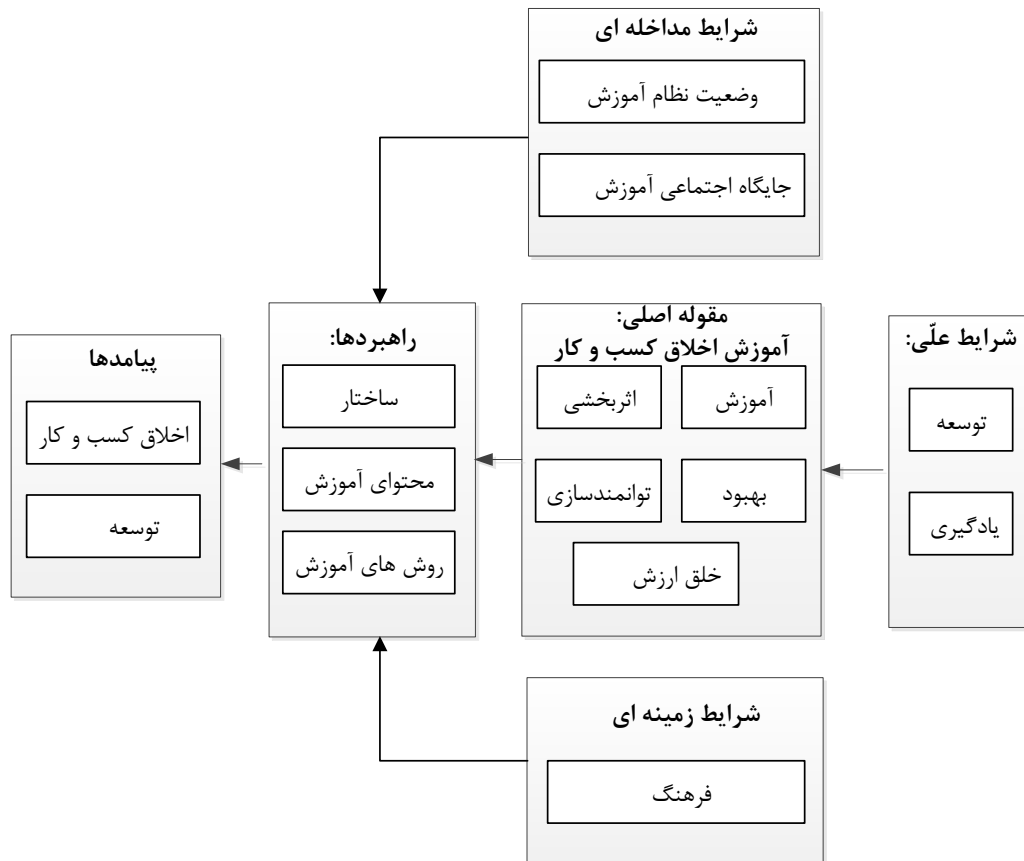 شرایط مداخله ای
وضعیت نظام آموزش
جایگاه اجتماعی آموزش
شرایط علّی:
توسعه
یادگیری
مقوله اصلی:
آموزش اخلاق کسب و کار
آموزش
اثربخشی
بهبود
توانمندسازی
خلق ارزش
راهبردها:
ساختار
محتوای آموزش
روش های آموزش
پیامدها
اخلاق کسب و کار
توسعه
شرایط زمینه ای
فرهنگ